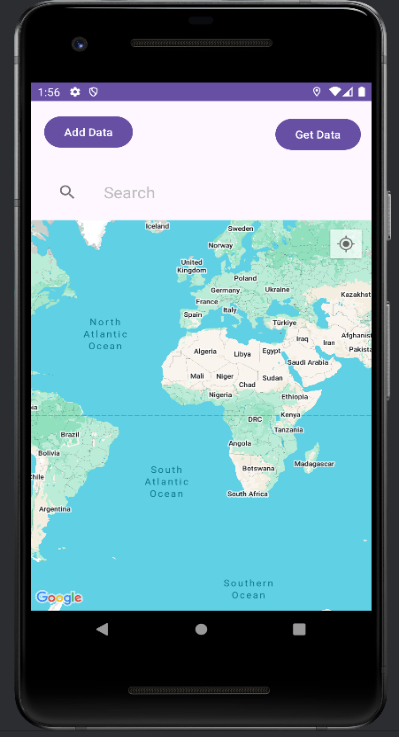 1:56
Add Data
Get Data
Search
Iceland
Sweden
Norway
United
Kingdom
Poland
Germany
Ukraine
France
Kazakhst
Italy
Spain
Türkiye
North
Atlantic
Ocean
Iraq
Iran
Afghanis
Pakist
Algeria
Libya
Egypt
Saudi Arabia
Mali
Niger
Chad
Sudan
Nigeria
Ethiopia
ia
DRC
Kenya
Tanzania
Brazil
Angola
Bolivia
South
Atlantic
Ocean
Botswana
Madagascar
Chile
South Africa
Argentina
Southern
Ocean
Google